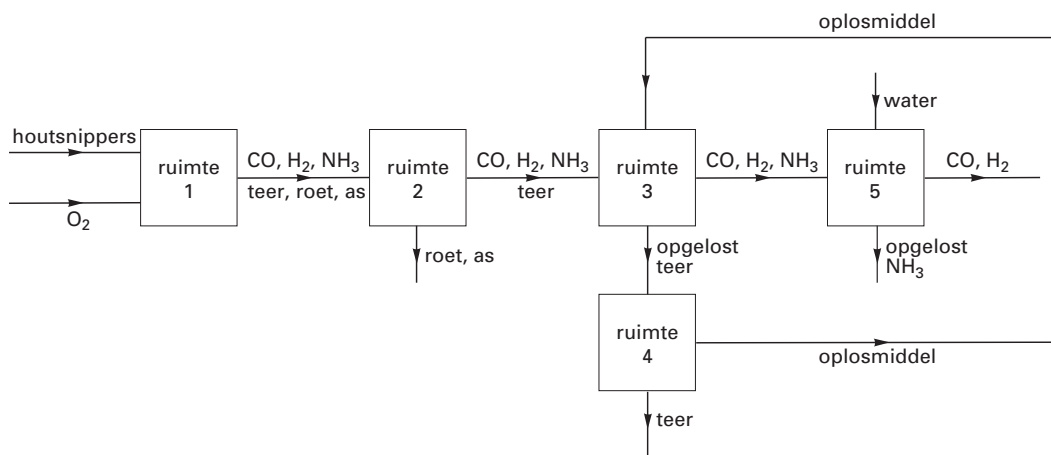 oplosmiddel
water
houtsnippers
O₂
ruimte
1
CO, H₂, NH₃
teer, roet, as
ruimte
2
roet, as
CO, H₂, NH₃
teer
ruimte
3
CO, H₂, NH₃
ruimte
5
CO, H₂
opgelost
teer
opgelost
NH₃
ruimte
4
oplosmiddel
teer